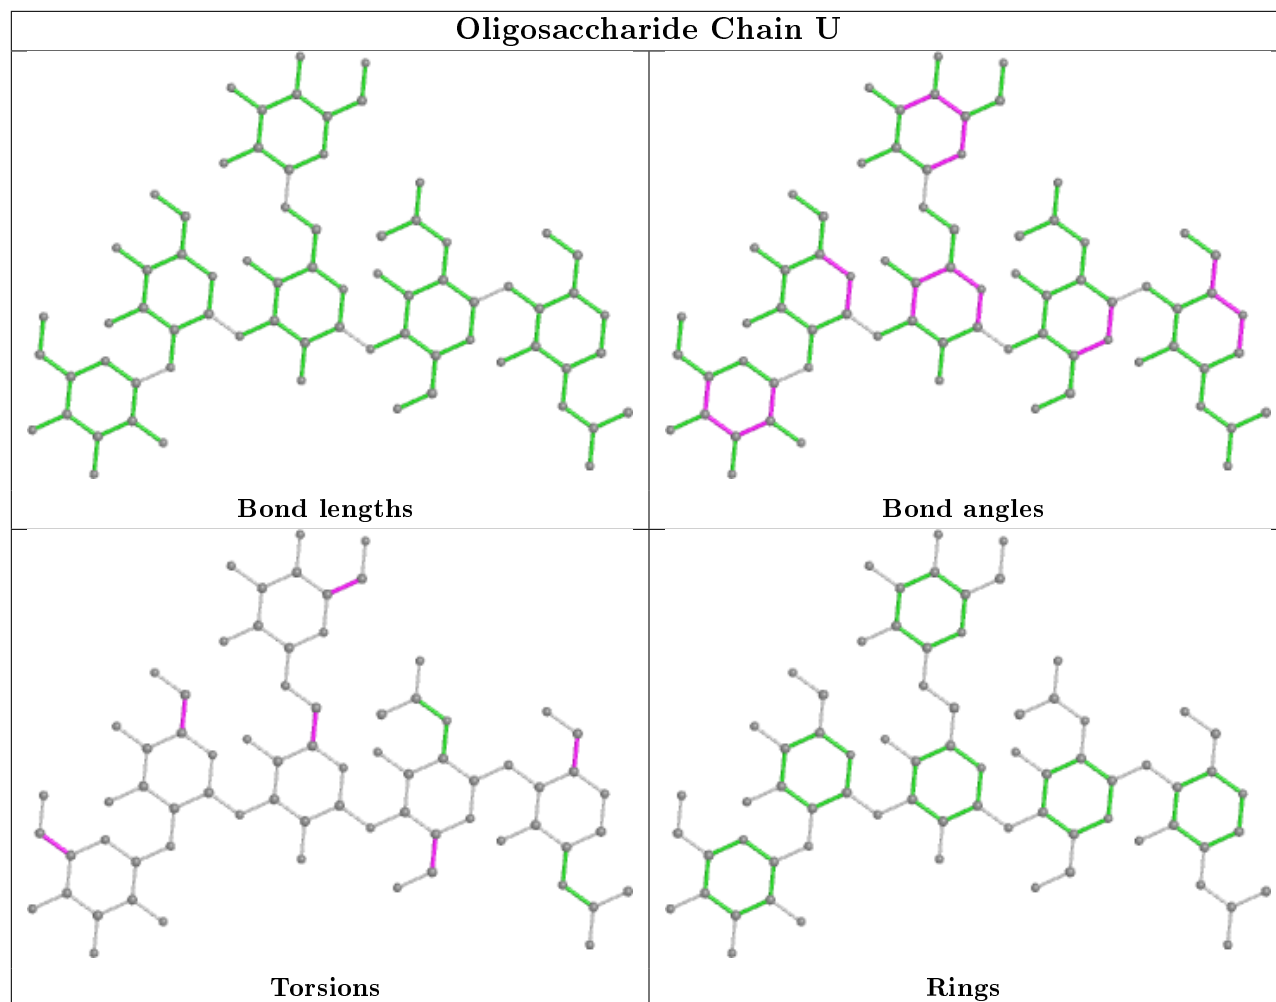 Oligosaccharide Chain U
Bond lengths
Bond angles
Torsions
Rings